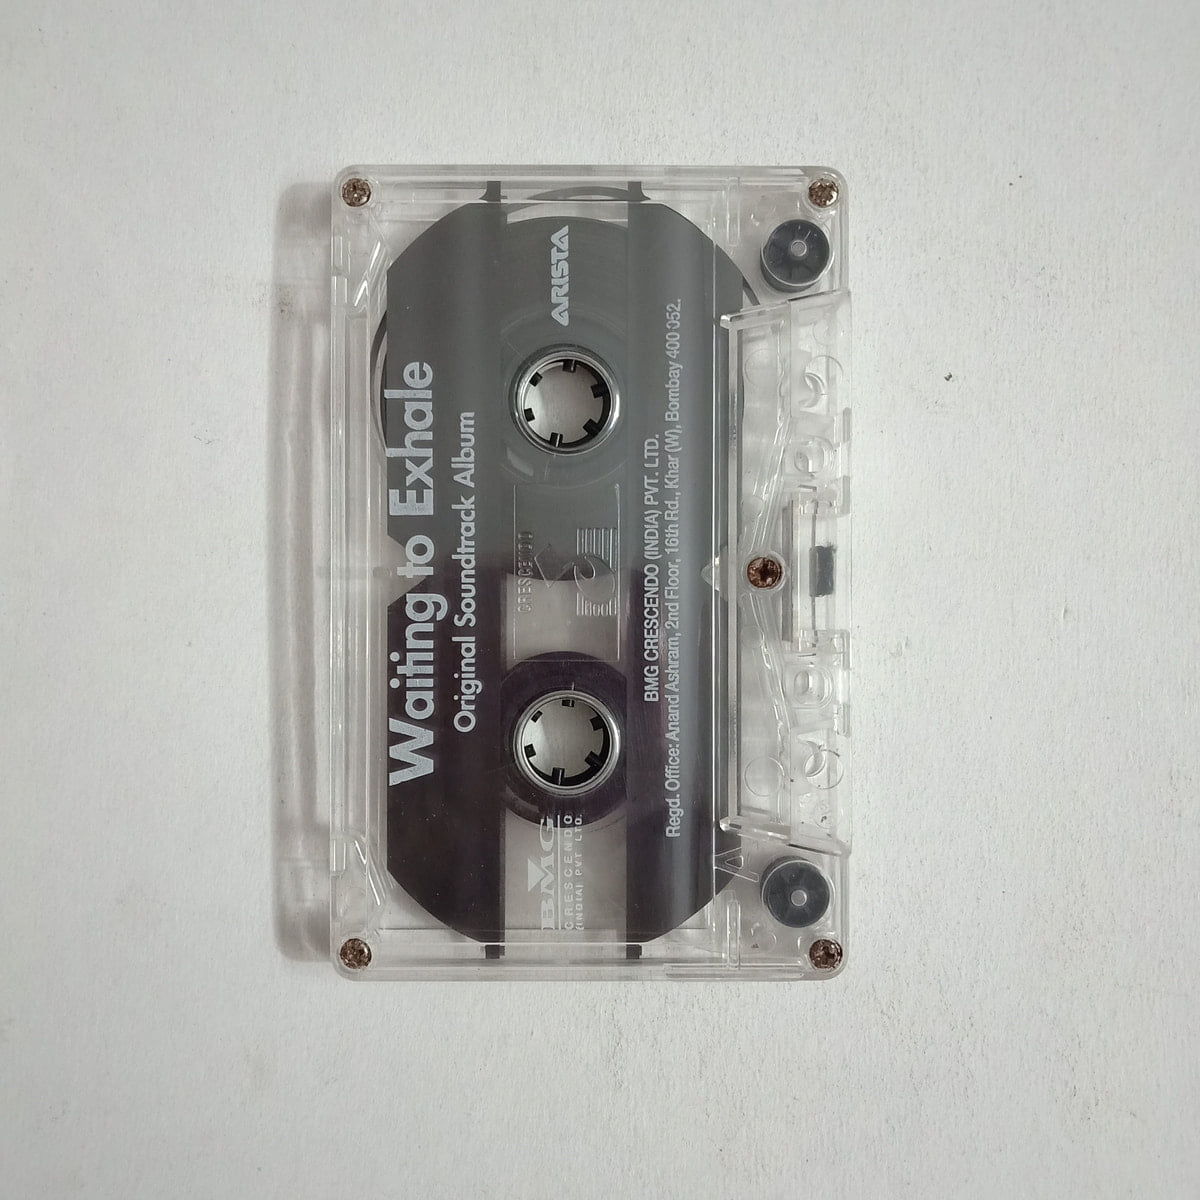 Waiting to Exhale
Original Soundtrack Album
ARISTA
CRESCENDO
BMG
CRESCENDO
(INDIA) PVT LTD.
BMG CRESCENDO (INDIA) PVT. LTD.
Regd. Office: Anand Ashram, 2nd Floor, 16th Rd., Khar (W), Bombay 400 052.
A